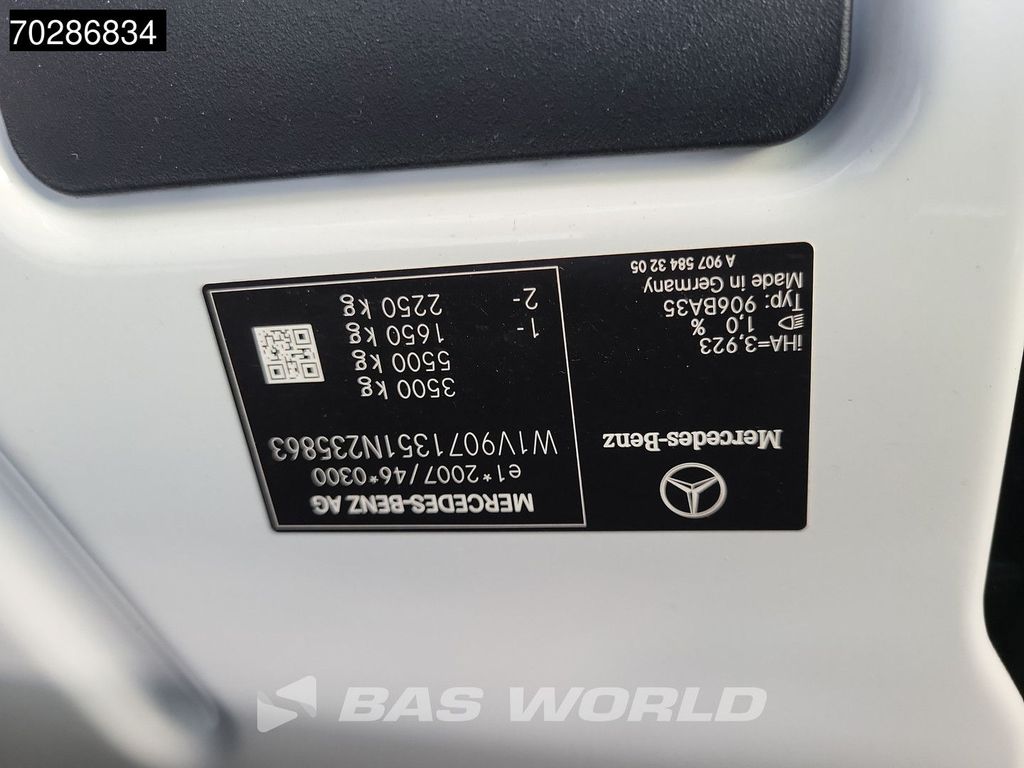 70286834
Mercedes-Benz
iHA=3,923
1,0 %
Typ: 906BA35
Made in Germany
A 907 584 32 05
MERCEDES-BENZ AG
e1*2007/46*0300
W1V9071351N235863
3500 kg
5500 kg
1- 1650 kg
2- 2250 kg
BAS WORLD